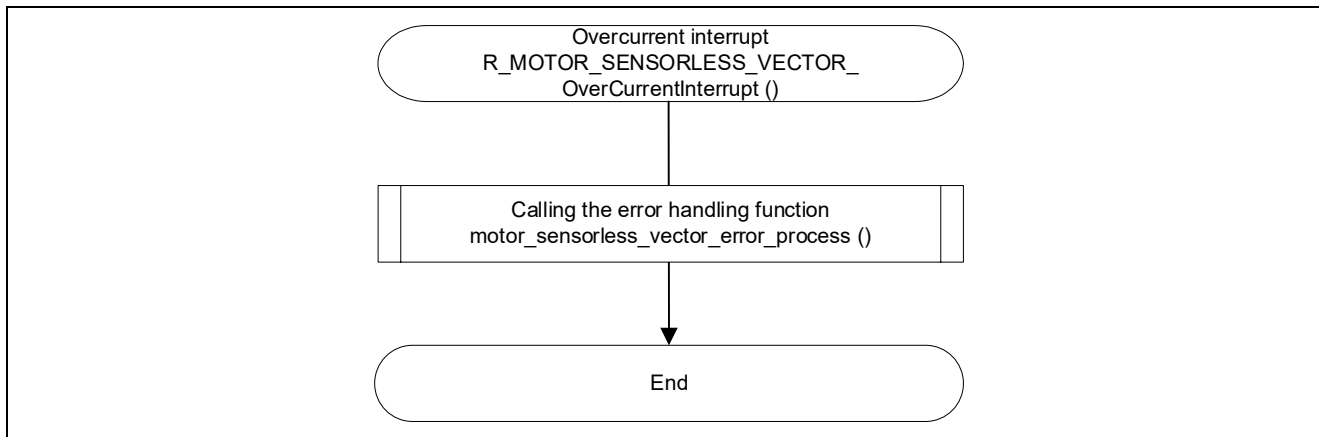 Overcurrent interrupt
R_MOTOR_SENSORLESS_VECTOR_
OverCurrentInterrupt ()
Calling the error handling function
motor_sensorless_vector_error_process ()
End